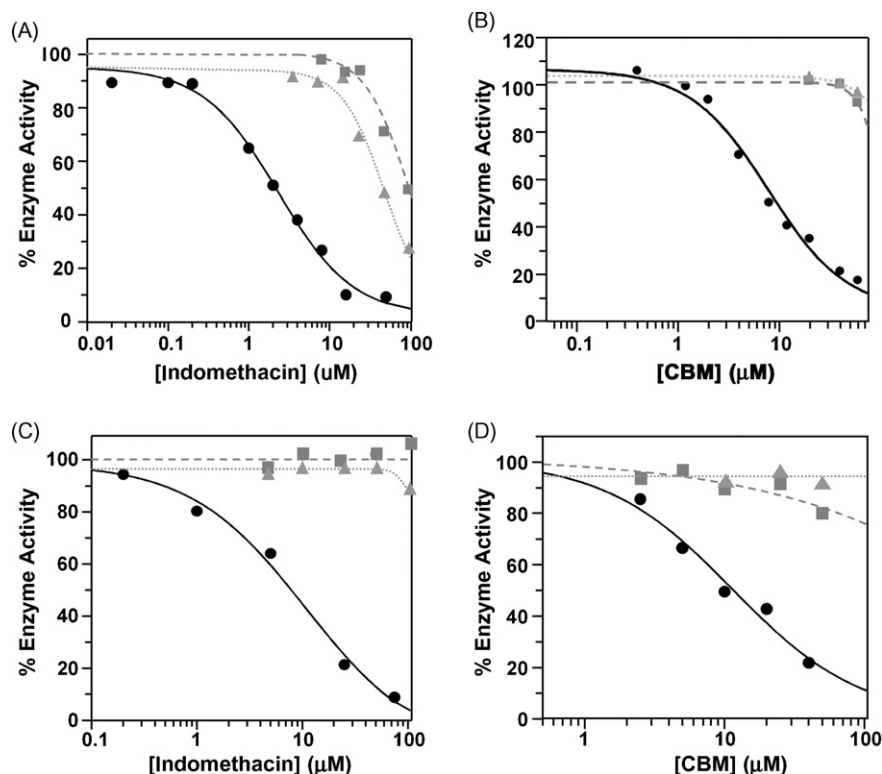 (A)
% Enzyme Activity
100
80
60
40
20
0
0.01 0.1 1 10 100
[Indomethacin] (uM)
(B)
% Enzyme Activity
120
100
80
60
40
20
0
0.1 1 10
[CBM] (μM)
(C)
% Enzyme Activity
100
80
60
40
20
0
0.1 1 10 100
[Indomethacin] (μM)
(D)
% Enzyme Activity
100
80
60
40
20
0
1 10 100
[CBM] (μM)